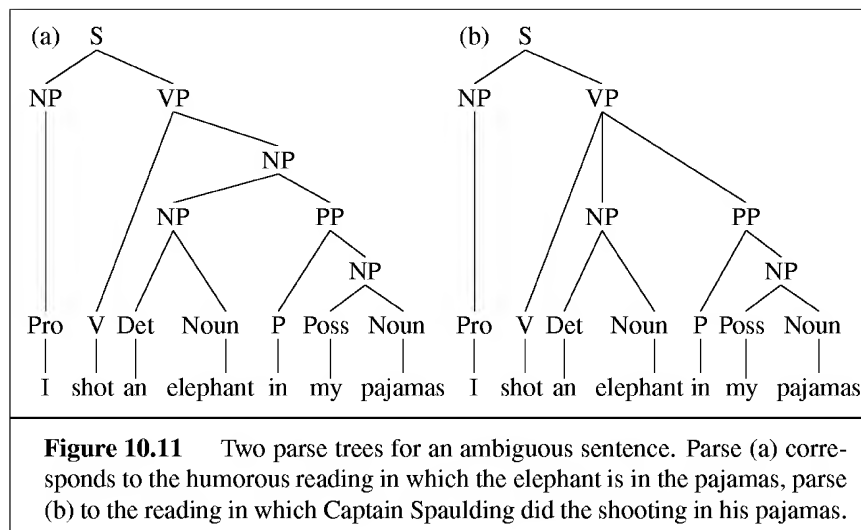 (a) S (b) S
NP VP NP VP
NP
NP PP NP PP
NP NP
Pro V Det Noun P Poss Noun Pro V Det Noun P Poss Noun
I shot an elephant in my pajamas I shot an elephant in my pajamas
Figure 10.11 Two parse trees for an ambiguous sentence. Parse (a) corre-
sponds to the humorous reading in which the elephant is in the pajamas, parse
(b) to the reading in which Captain Spaulding did the shooting in his pajamas.